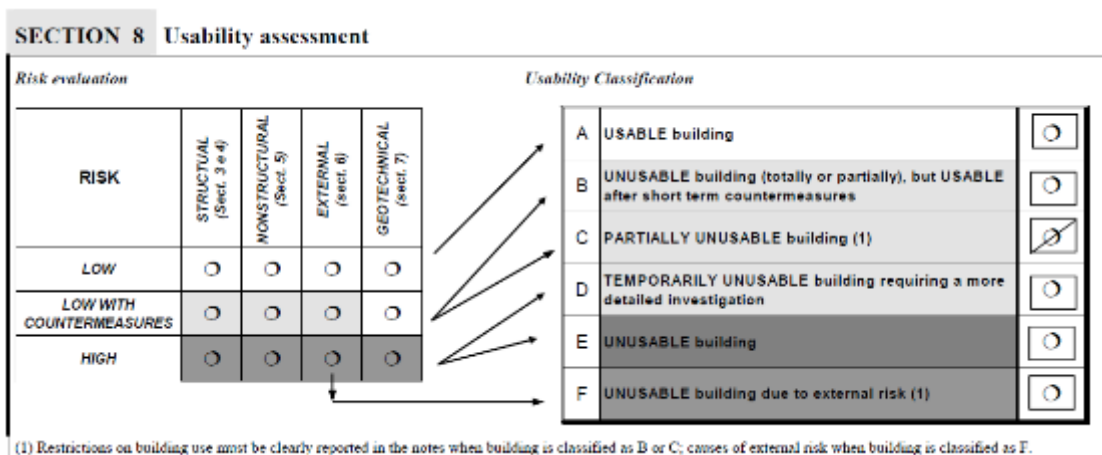 SECTION 8 Usability assessment
Risk evaluation
Usability Classification
RISK
STRUCTUAL
(Sect. 3 e 4)
NONSTRUCTURAL
(Sect. 5)
EXTERNAL
(sect. 6)
GEOTECHNICAL
(sect. 7)
LOW
LOW WITH
COUNTERMEASURES
HIGH
A USABLE building
B UNUSABLE building (totally or partially), but USABLE
after short term countermeasures
C PARTIALLY UNUSABLE building (1)
D TEMPORARILY UNUSABLE building requiring a more
detailed investigation
E UNUSABLE building
F UNUSABLE building due to external risk (1)
(1) Restrictions on building use must be clearly reported in the notes when building is classified as B or C; causes of external risk when building is classified as F.